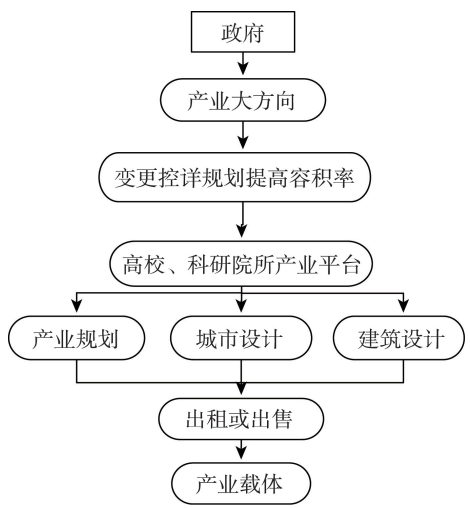 政府
产业大方向
变更控详规划提高容积率
高校、科研院所产业平台
产业规划
城市设计
建筑设计
出租或出售
产业载体